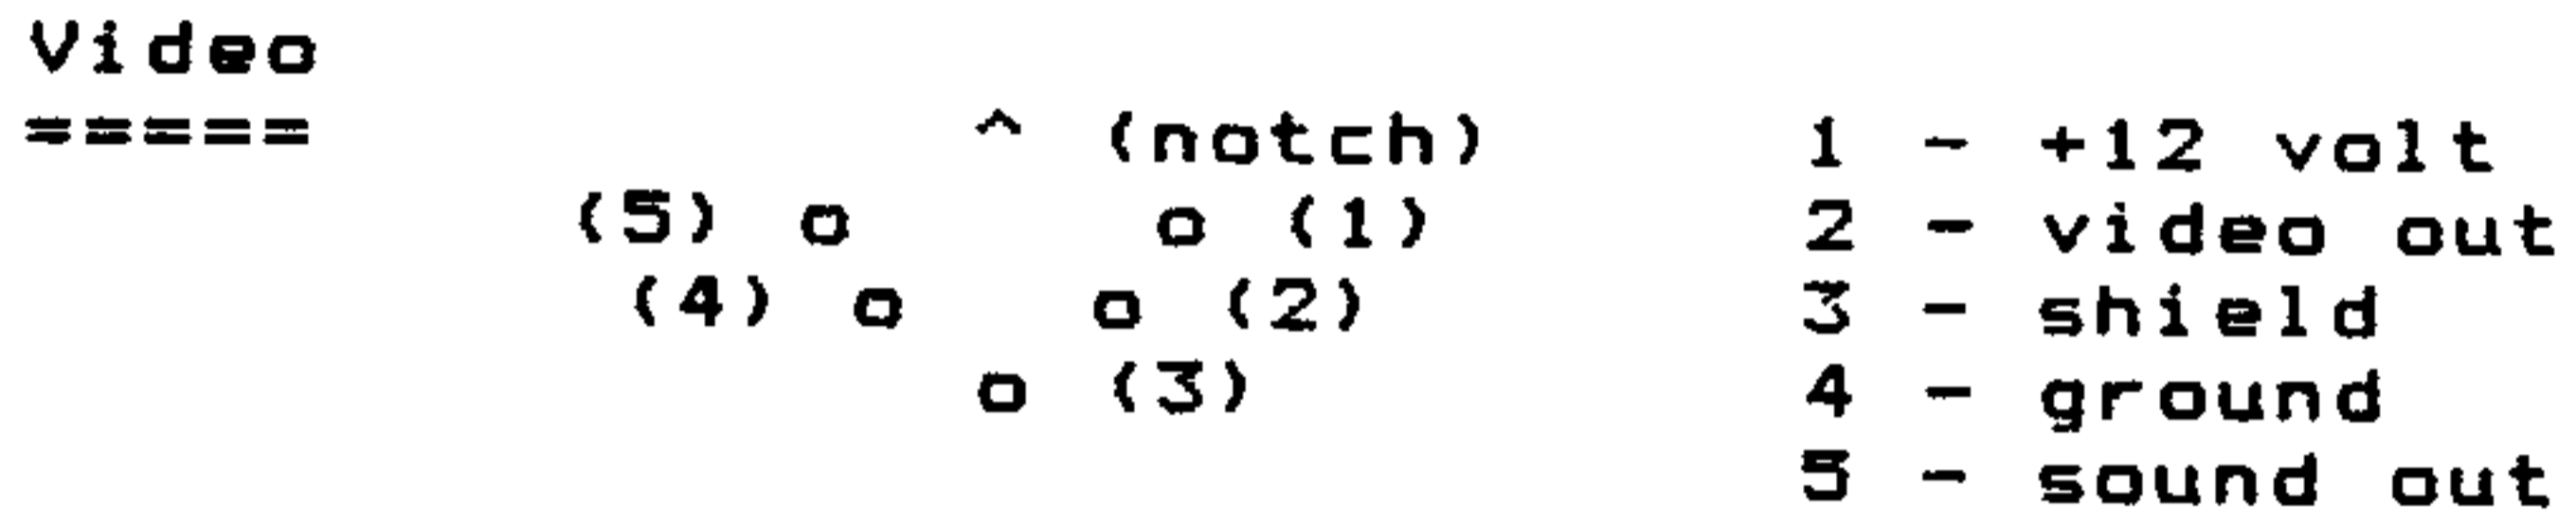 Video
=====
^ (notch) 1 - +12 volt
(5) o o (1) 2 - video out
(4) o o (2) 3 - shield
o (3) 4 - ground
5 - sound out